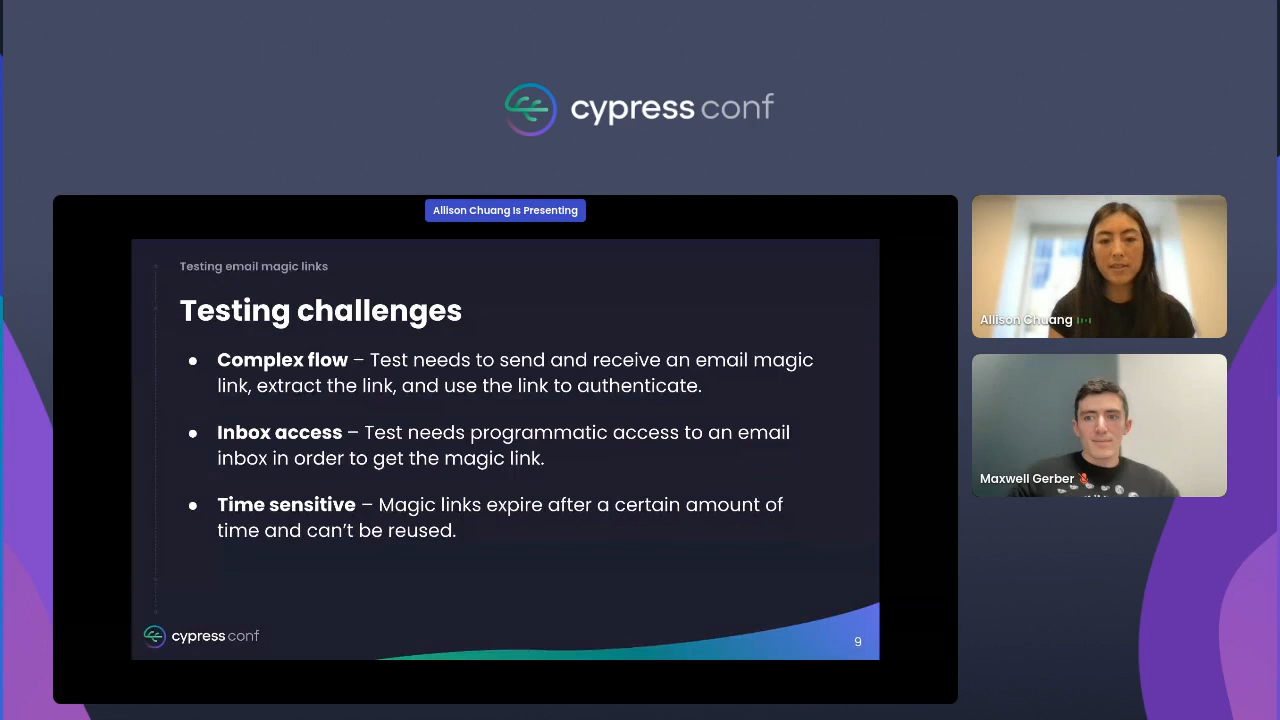 cypress conf
Allison Chuang Is Presenting
Testing email magic links
Testing challenges
● Complex flow – Test needs to send and receive an email magic
link, extract the link, and use the link to authenticate.
● Inbox access – Test needs programmatic access to an email
inbox in order to get the magic link.
● Time sensitive – Magic links expire after a certain amount of
time and can't be reused.
cypress conf
9
Allison Chuang
Maxwell Gerber